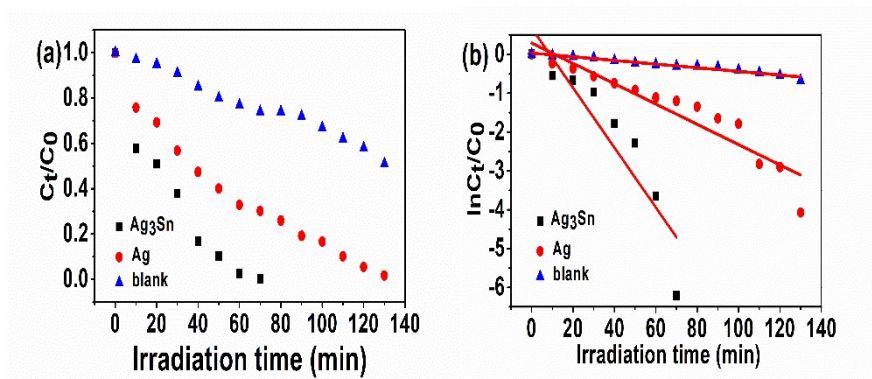 (a)
1.0
0.8
0.6
0.4
0.2
0.0
Ct/C0
Ag3Sn
Ag
blank
0 20 40 60 80 100 120 140
Irradiation time (min)
(b)
0
-1
-2
-3
-4
-5
-6
lnCt/C0
Ag3Sn
Ag
blank
0 20 40 60 80 100 120 140
Irradiation time (min)